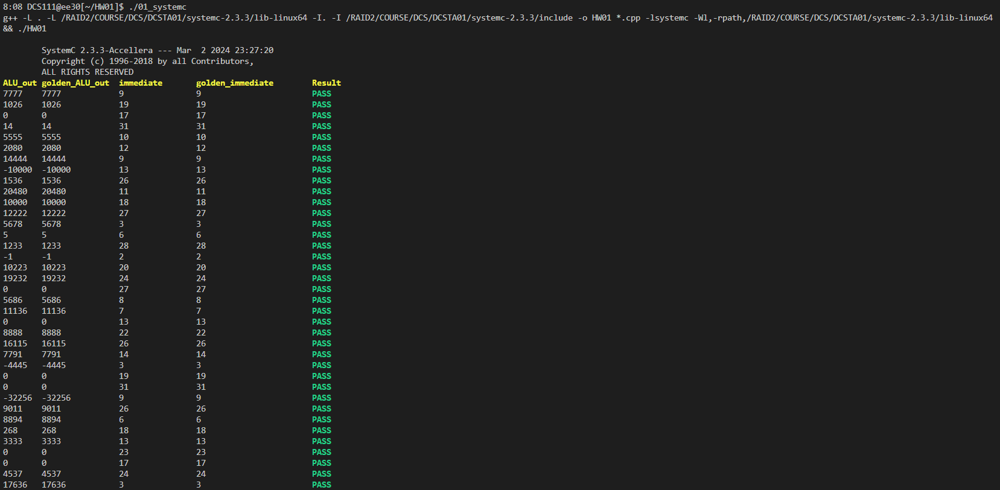 8:08 DCS111@ee30[~/HW01]$ ./01_systemc
g++ -L . -L /RAID2/COURSE/DCS/DCSTA01/systemc-2.3.3/lib-linux64 -I. -I /RAID2/COURSE/DCS/DCSTA01/systemc-2.3.3/include -o HW01 *.cpp -lsystemc -Wl,-rpath,/RAID2/COURSE/DCS/DCSTA01/systemc-2.3.3/lib-linux64
&& ./HW01
SystemC 2.3.3-Accellera --- Mar  2 2024 23:27:20
Copyright (c) 1996-2018 by all Contributors,
ALL RIGHTS RESERVED
ALU_out golden_ALU_out  immediate       golden_immediate        Result
7777    7777            9               9                       PASS
1026    1026            19              19                      PASS
0       0               17              17                      PASS
14      14              31              31                      PASS
5555    5555            10              10                      PASS
2080    2080            12              12                      PASS
14444   14444           9               9                       PASS
-10000  -10000          13              13                      PASS
1536    1536            26              26                      PASS
20480   20480           11              11                      PASS
10000   10000           18              18                      PASS
12222   12222           27              27                      PASS
5678    5678            3               3                       PASS
5       5               6               6                       PASS
1233    1233            28              28                      PASS
-1      -1              2               2                       PASS
10223   10223           20              20                      PASS
19232   19232           24              24                      PASS
0       0               27              27                      PASS
5686    5686            8               8                       PASS
11136   11136           7               7                       PASS
0       0               13              13                      PASS
8888    8888            22              22                      PASS
16115   16115           26              26                      PASS
7791    7791            14              14                      PASS
-4445   -4445           3               3                       PASS
0       0               19              19                      PASS
0       0               31              31                      PASS
-32256  -32256          9               9                       PASS
9011    9011            26              26                      PASS
8894    8894            6               6                       PASS
268     268             18              18                      PASS
3333    3333            13              13                      PASS
0       0               23              23                      PASS
0       0               17              17                      PASS
4537    4537            24              24                      PASS
17636   17636           3               3                       PASS